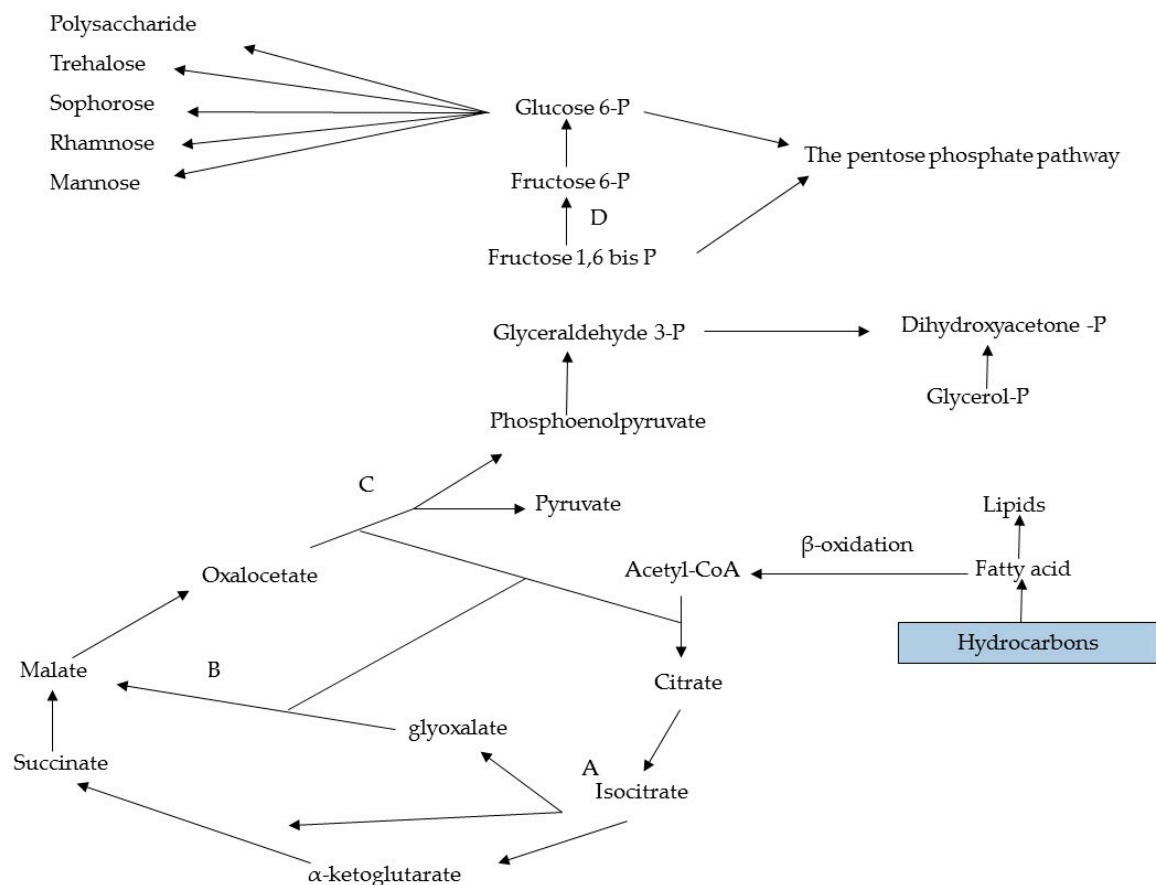 Polysaccharide
Trehalose
Sophorose
Rhamnose
Mannose
Glucose 6-P
The pentose phosphate pathway
Fructose 6-P
D
Fructose 1,6 bis P
Glyceraldehyde 3-P
Dihydroxyacetone -P
Glycerol-P
Phosphoenolpyruvate
C
Pyruvate
Lipids
β-oxidation
Oxalocetate
Acetyl-CoA
Fatty acid
Hydrocarbons
Malate
B
Citrate
glyoxalate
Succinate
A
Isocitrate
α-ketoglutarate